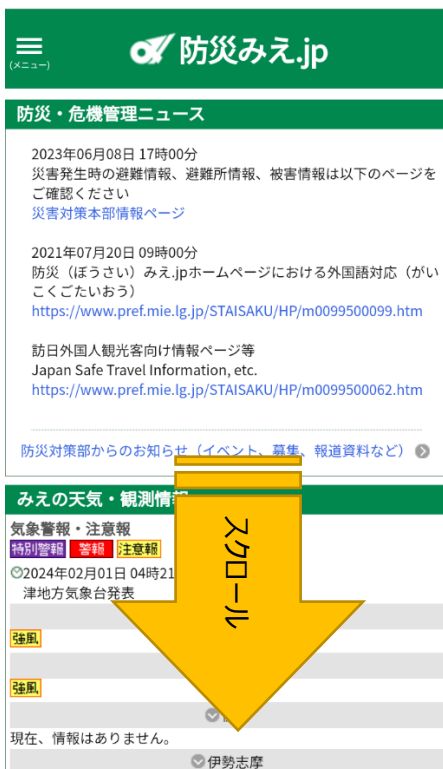 (メニュー)
防災みえ.jp
防災・危機管理ニュース
2023年06月08日 17時00分
災害発生時の避難情報、避難所情報、被害情報は以下のページを
ご確認ください
災害対策本部情報ページ
2021年07月20日 09時00分
防災（ぼうさい）みえ.jpホームページにおける外国語対応（がい
こくごたいおう）
https://www.pref.mie.lg.jp/STAISAKU/HP/m0099500099.htm
訪日外国人観光客向け情報ページ等
Japan Safe Travel Information, etc.
https://www.pref.mie.lg.jp/STAISAKU/HP/m0099500062.htm
防災対策部からのお知らせ（イベント、募集、報道資料など）
みえの天気・観測情報
気象警報・注意報
特別警報 警報 注意報
2024年02月01日 04時21
津地方気象台発表
スクロール
強風
強風
現在、情報はありません。
伊勢志摩